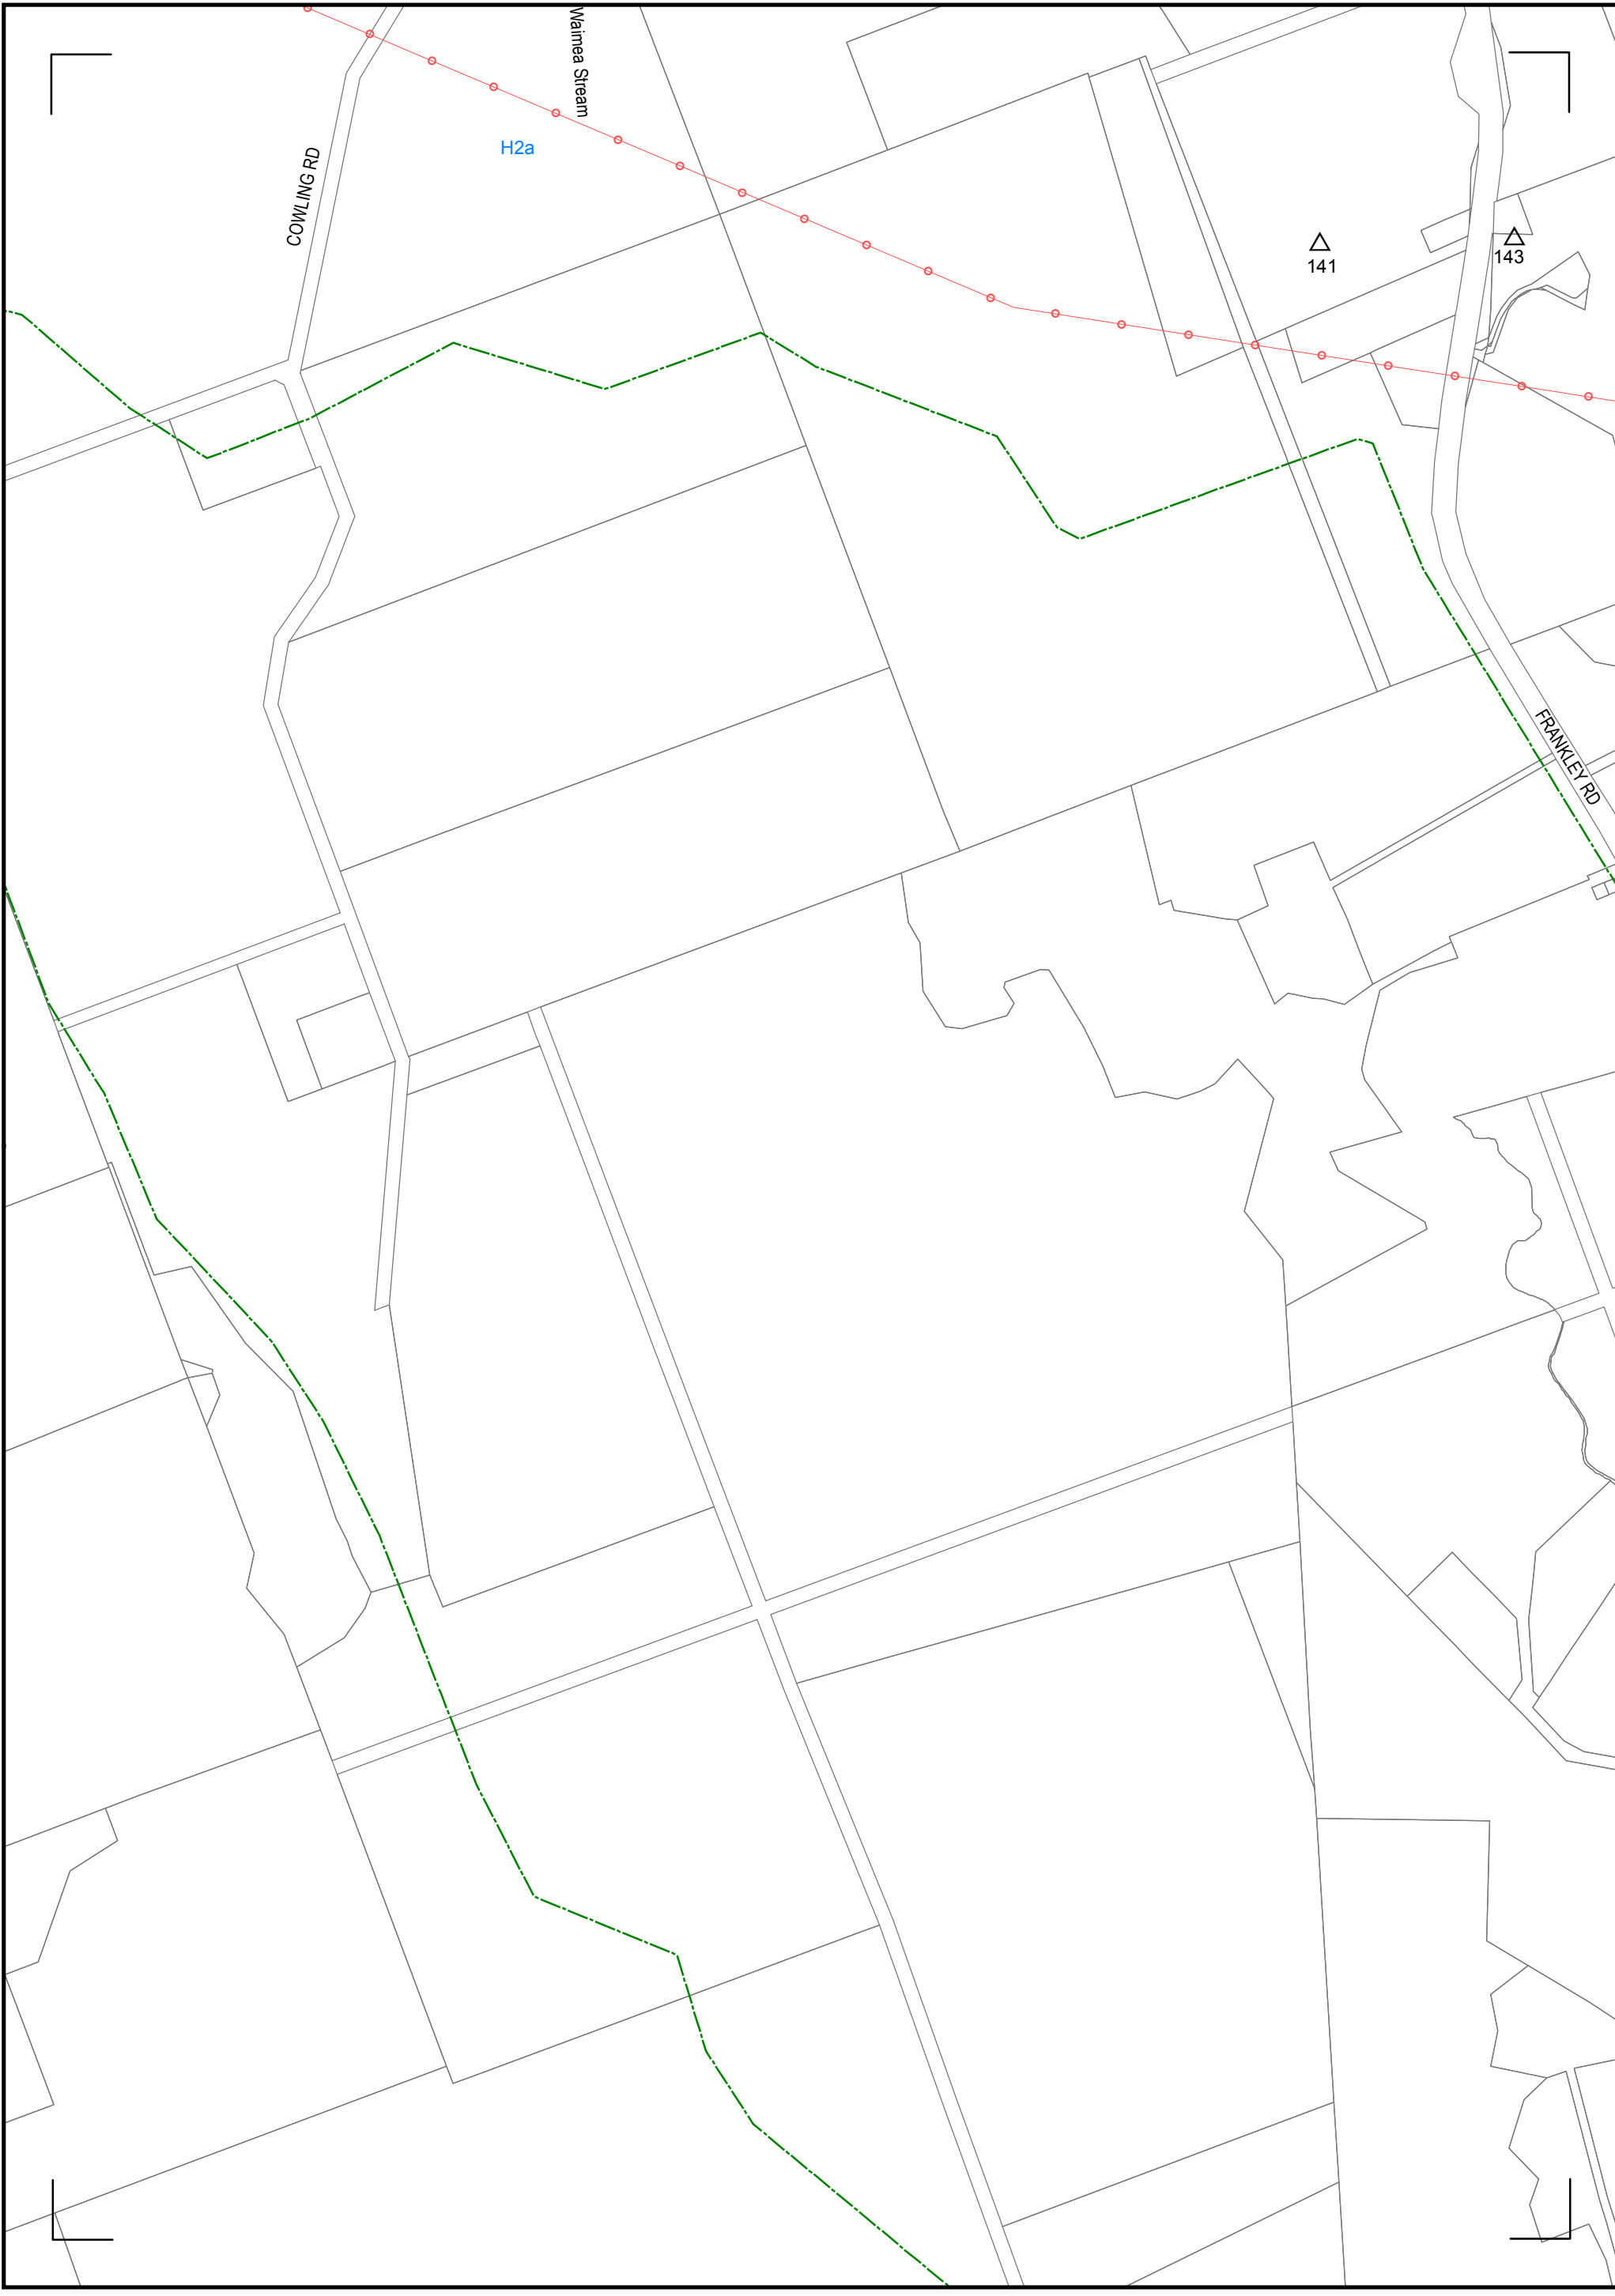 Waimea Stream
H2a
COWLING RD
141
143
FRANKLEY RD